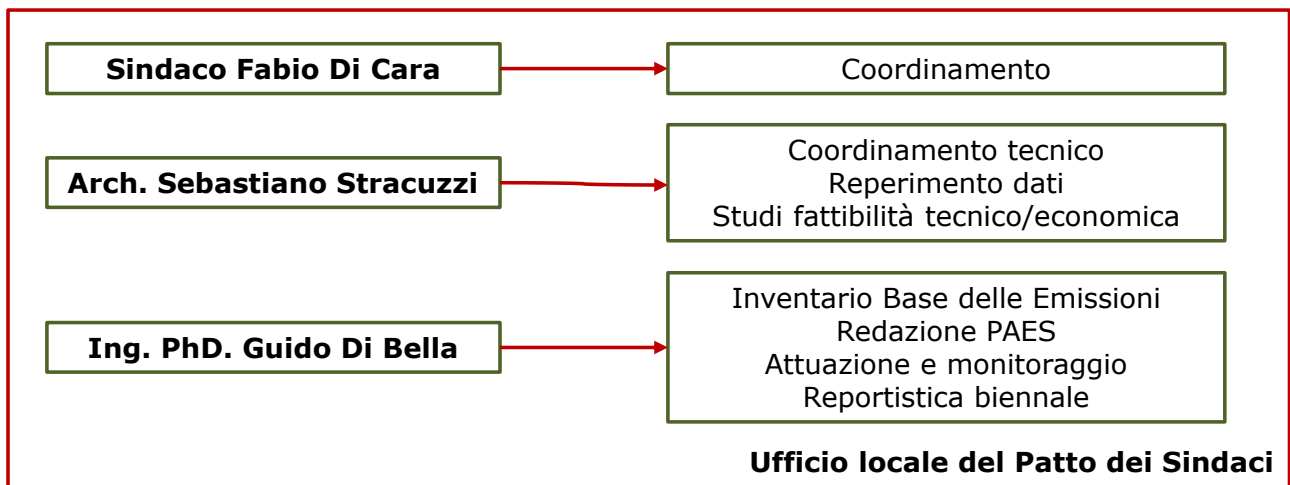 Sindaco Fabio Di Cara
Coordinamento
Arch. Sebastiano Stracuzzi
Coordinamento tecnico
Reperimento dati
Studi fattibilità tecnico/economica
Ing. PhD. Guido Di Bella
Inventario Base delle Emissioni
Redazione PAES
Attuazione e monitoraggio
Reportistica biennale
Ufficio locale del Patto dei Sindaci